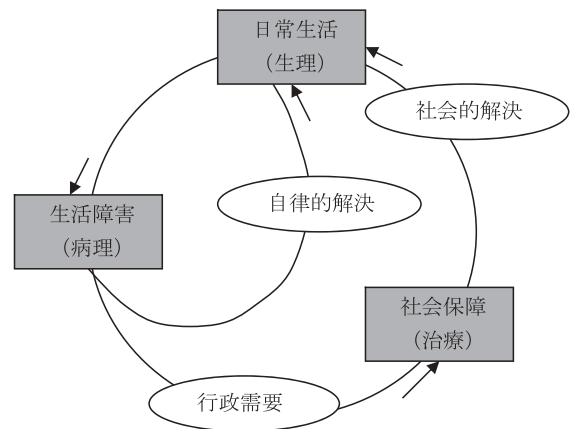 日常生活
（生理）
社会的解決
自律的解決
生活障害
（病理）
社会保障
（治療）
行政需要